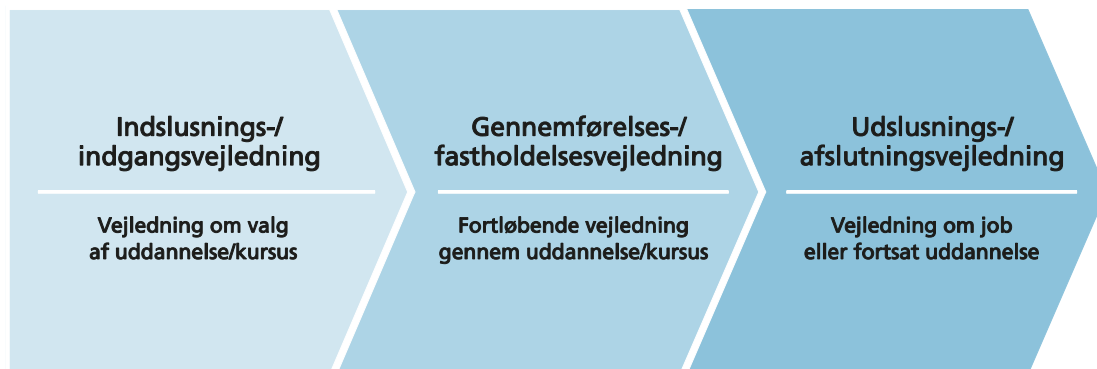 Indslusnings-/
indgangsvejledning
Vejledning om valg
af uddannelse/kursus
Gennemførelses-/
fastholdelsesvejledning
Fortløbende vejledning
gennem uddannelse/kursus
Udslusnings-/
afslutningsvejledning
Vejledning om job
eller fortsat uddannelse